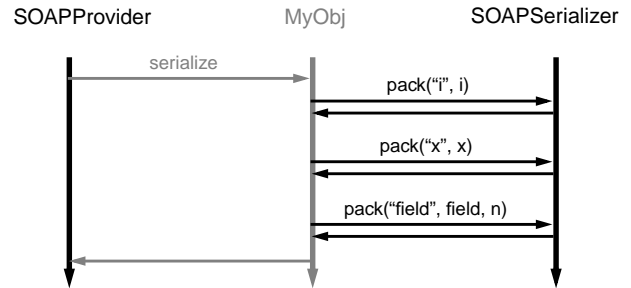 SOAPProvider MyObj SOAPSerializer
serialize
pack(“i”, i)
pack(“x”, x)
pack(“field”, field, n)